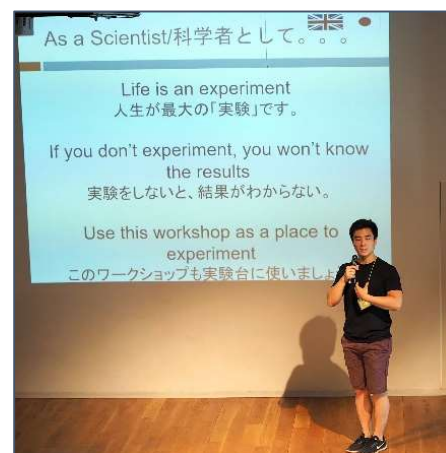 As a Scientist/科学者として。。。
Life is an experiment
人生が最大の「実験」です。
If you don't experiment, you won't know
the results
実験をしないと、結果がわからない。
Use this workshop as a place to
experiment
このワークショップも実験台に使いましょ